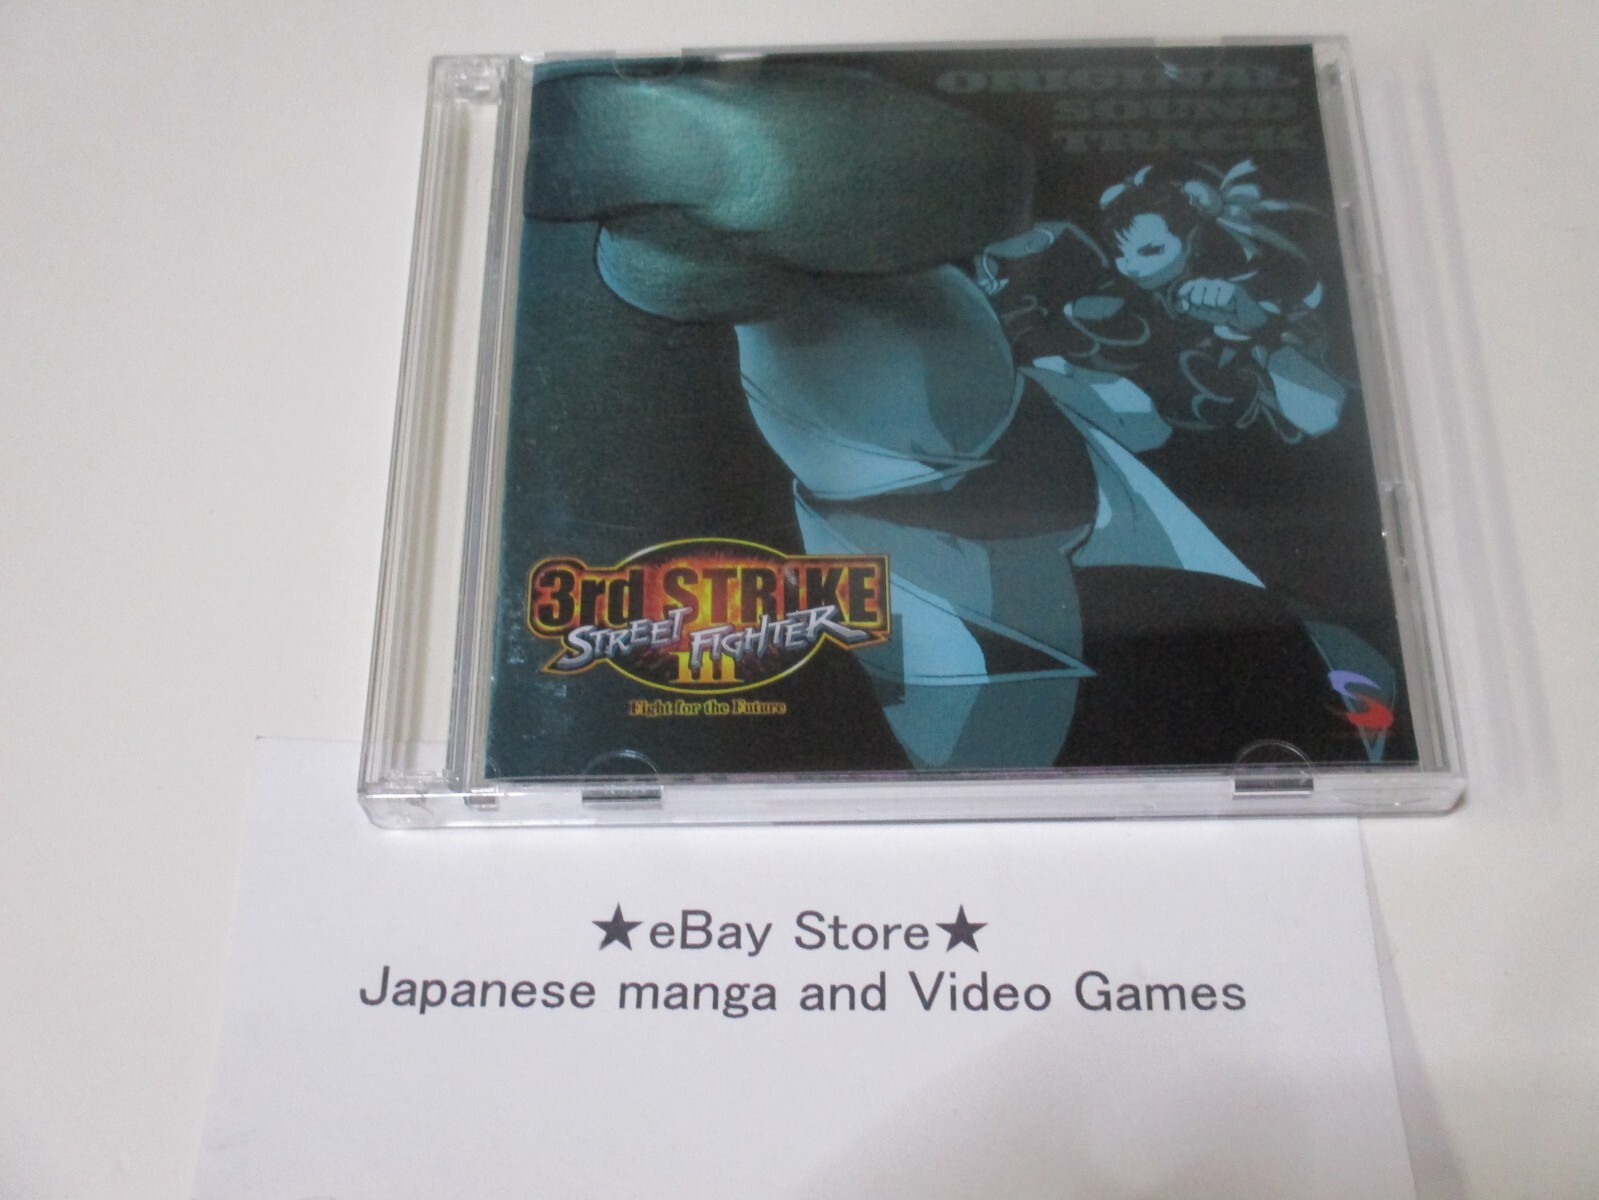 ORIGINAL
SOUND
TRACK
3rd STRIKE
STREET FIGHTER
III
Fight for the Future
★eBay Store★
Japanese manga and Video Games